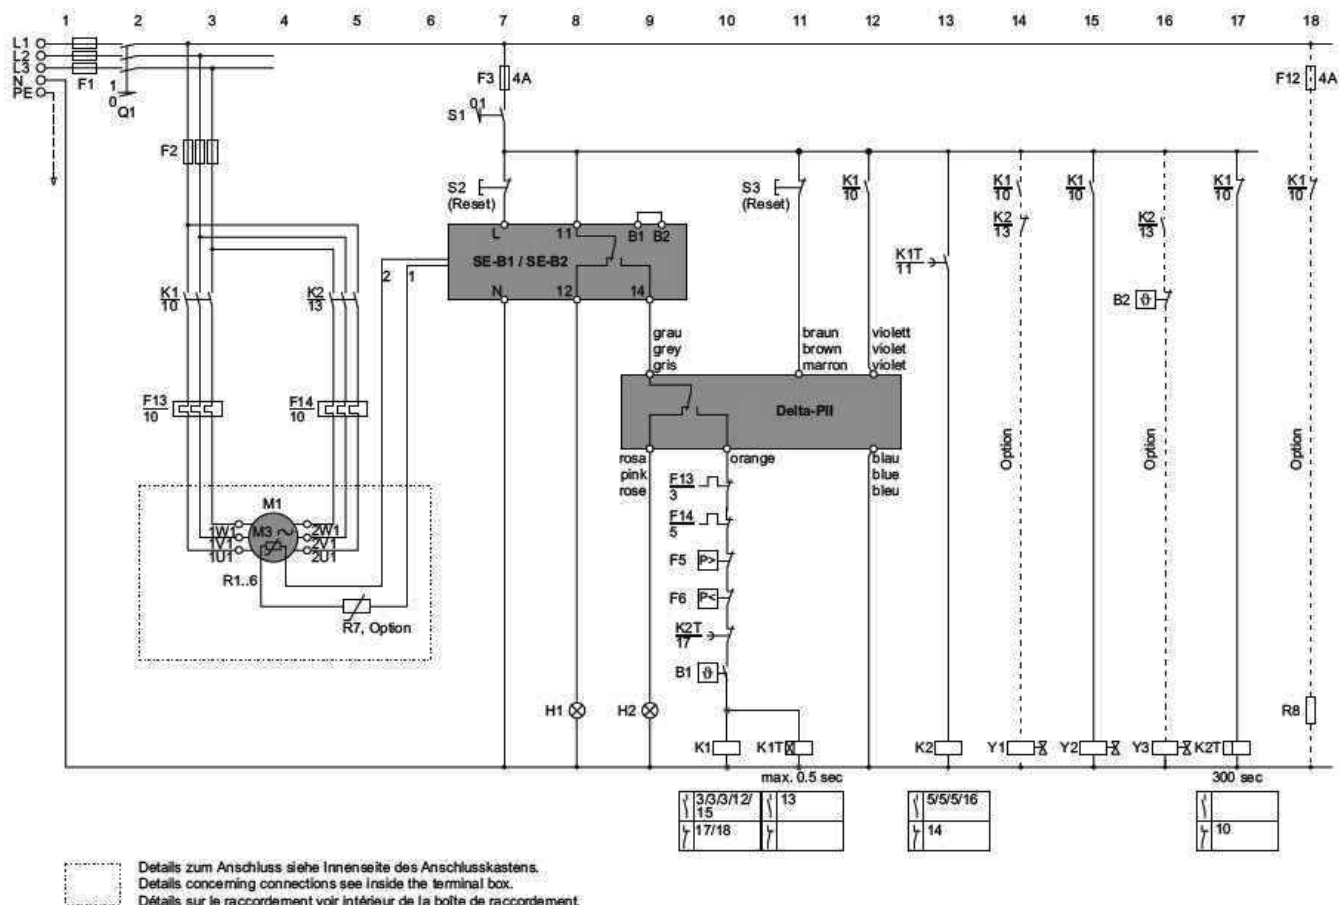 1 2 3 4 5 6 7 8 9 10 11 12 13 14 15 16 17 18
L1
L2
L3
N
PE
F1
1
0
Q1
F3 4A
F12 4A
S1 01
F2
S2
(Reset)
S3
(Reset)
K1
10
K1
10
K1
10
K1
10
K1
10
K2
13
K2
13
L 11 B1 B2
SE-B1 / SE-B2
N 12 14
2 1
K1T
11
K1
10
K2
13
B2 ϑ
grau
grey
gris
braun
brown
marron
violett
violet
violet
Delta-PII
F13
10
F14
10
rosa
pink
rose
orange
blau
blue
bleu
Option
Option
Option
F13
3
F14
5
M1
M3
1W1
1V1
1U1
2W1
2V1
2U1
R1..6
R7, Option
F5 P>
F6 P<
K2T
17
B1 ϑ
H1 H2 R8
K1 K1T K2 Y1 Y2 Y3 K2T
max. 0.5 sec
300 sec
3/3/3/12/
15
13
5/5/5/16
17/18
14
10
Details zum Anschluss siehe Innenseite des Anschlusskastens.
Details concerning connections see inside the terminal box.
Détails sur le raccordement voir intérieur de la boîte de raccordement